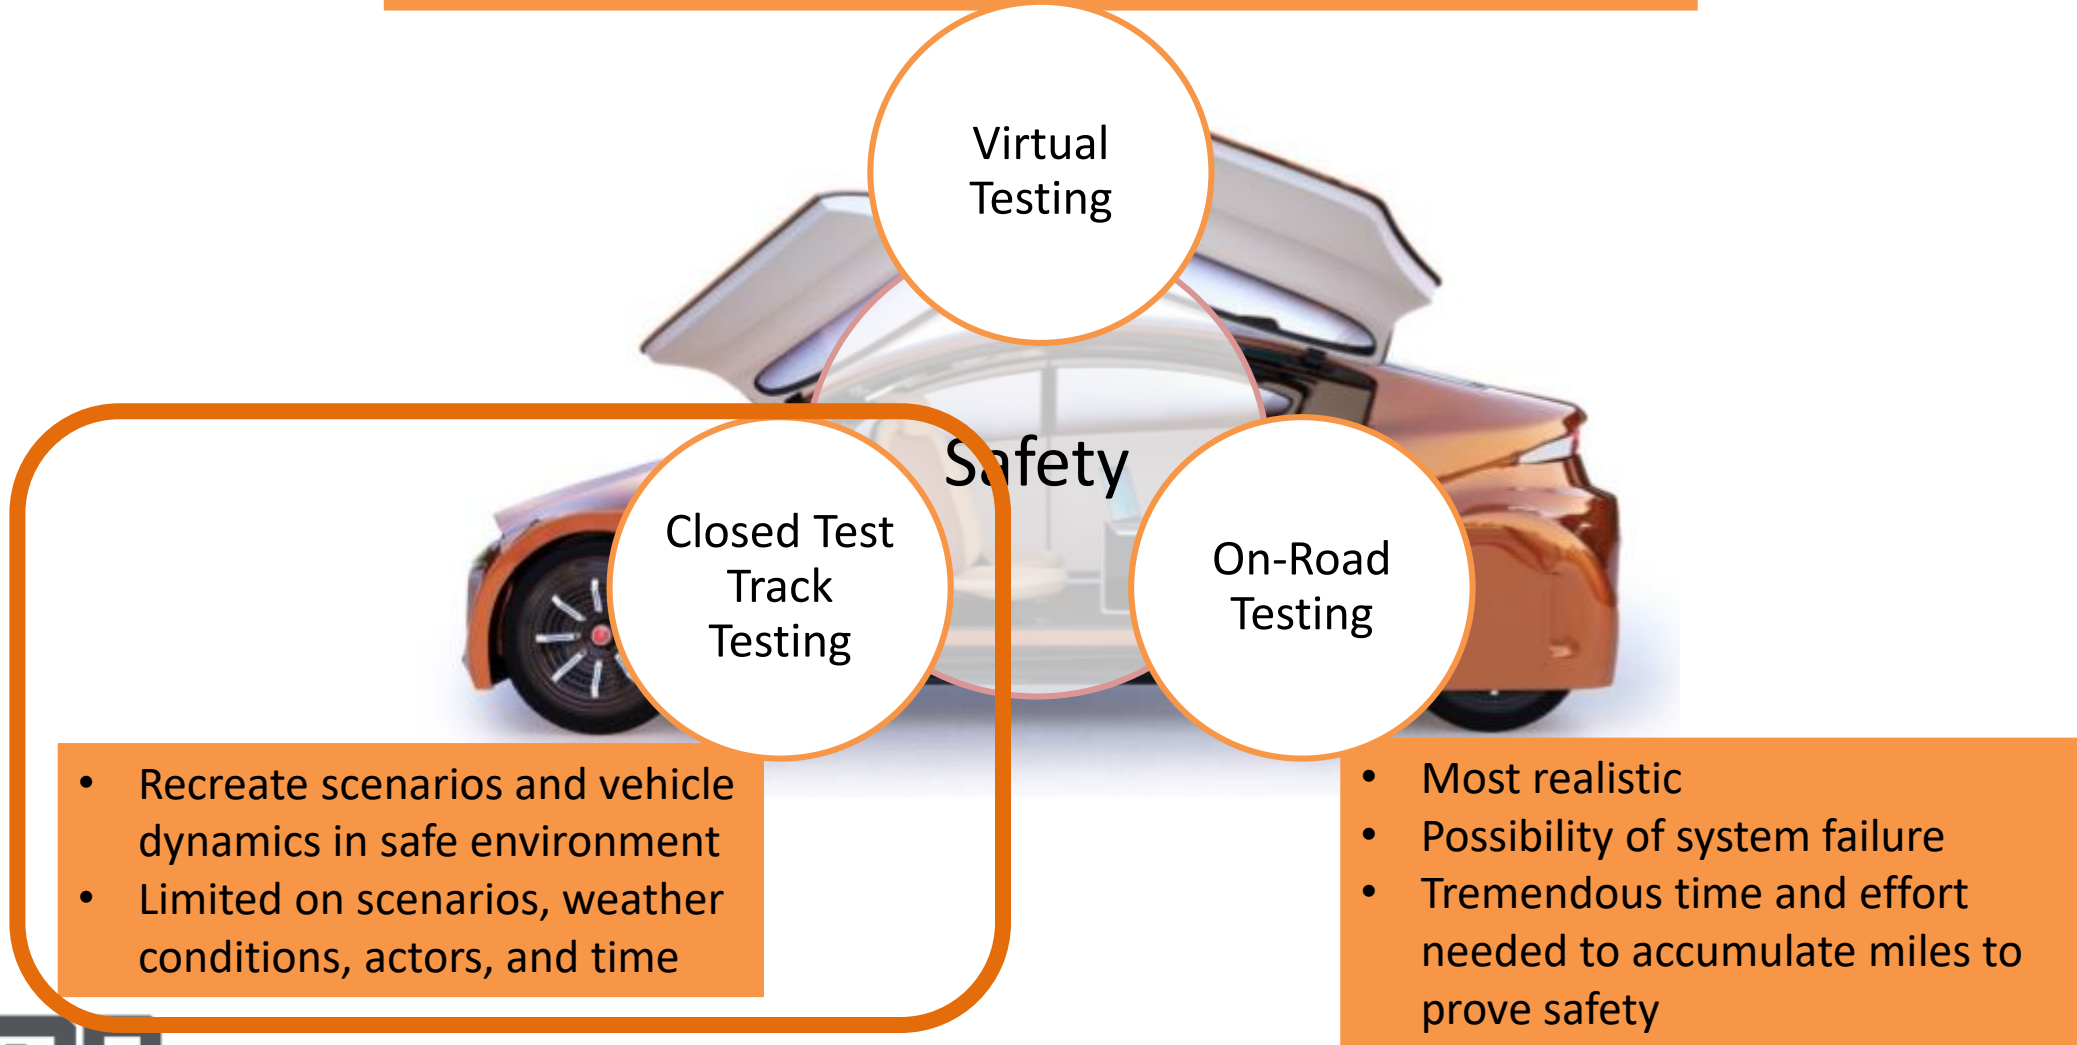 Virtual
Testing
Safety
Closed Test
Track
Testing
On-Road
Testing
• Recreate scenarios and vehicle
dynamics in safe environment
• Limited on scenarios, weather
conditions, actors, and time
• Most realistic
• Possibility of system failure
• Tremendous time and effort
needed to accumulate miles to
prove safety